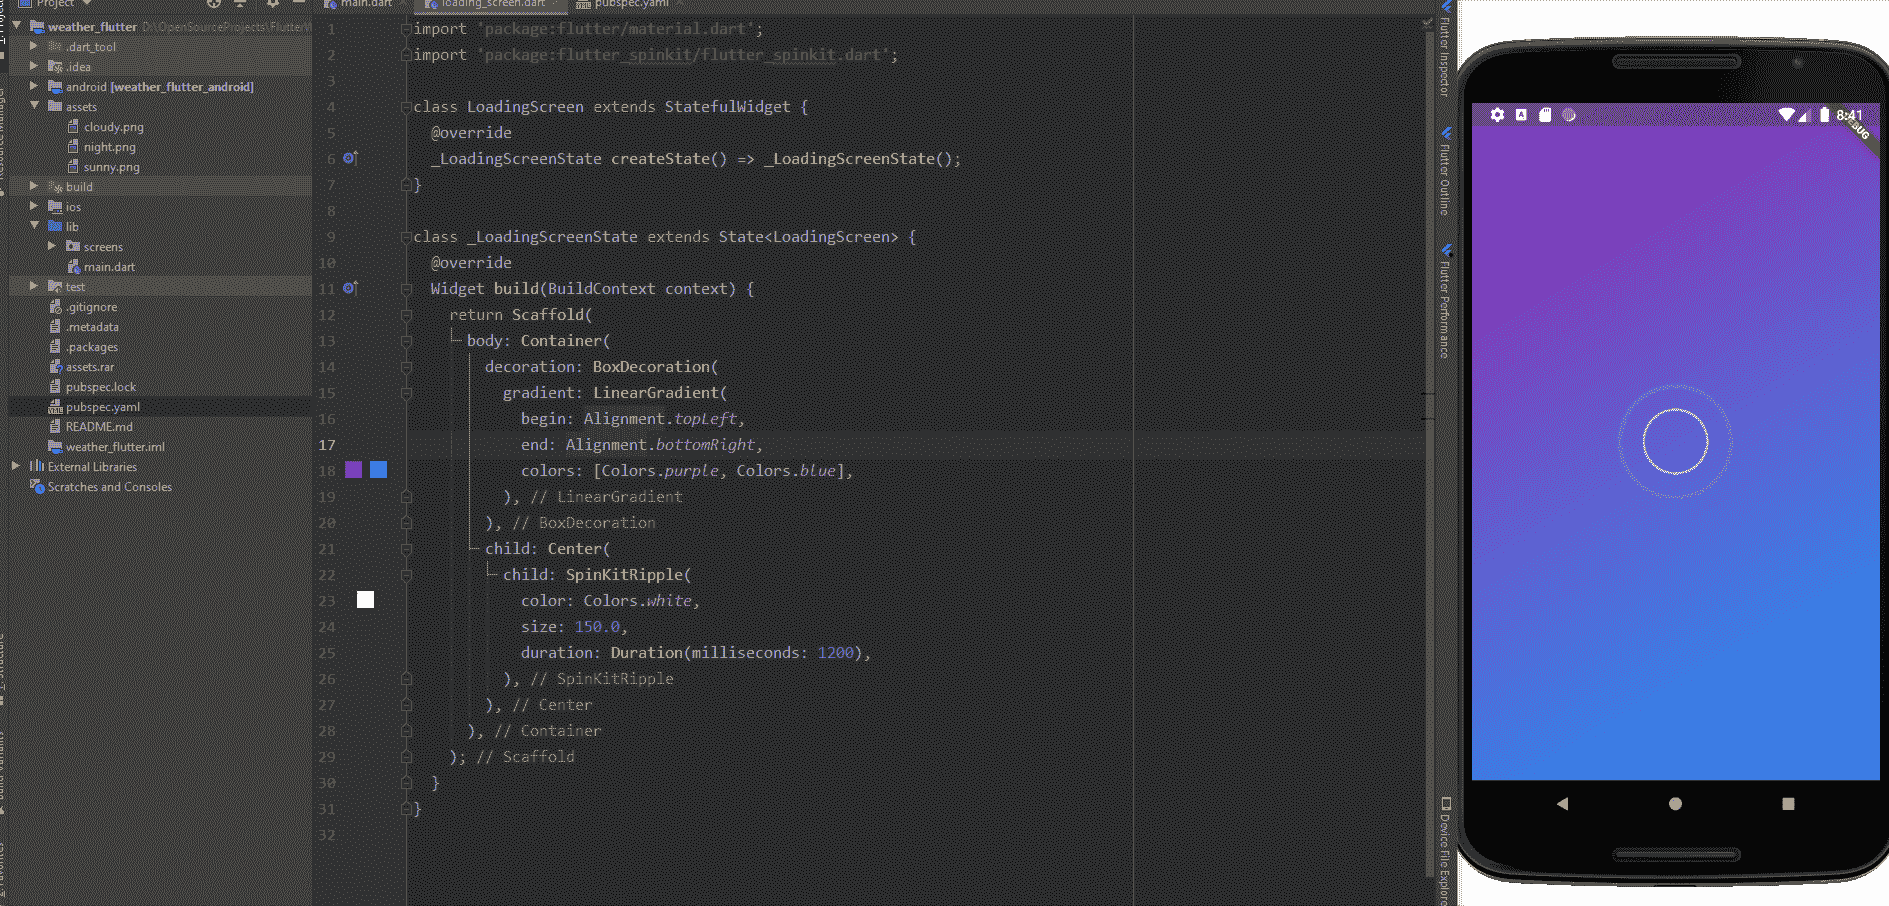 Project
main.dart
loading_screen.dart
pubspec.yaml
weather_flutter D:\OpenSourceProjects\Flutter
.dart_tool
.idea
android [weather_flutter_android]
assets
cloudy.png
night.png
sunny.png
build
ios
lib
screens
main.dart
test
.gitignore
.metadata
.packages
assets.rar
pubspec.lock
pubspec.yaml
README.md
weather_flutter.iml
External Libraries
Scratches and Consoles
1 import 'package:flutter/material.dart';
2 import 'package:flutter_spinkit/flutter_spinkit.dart';
3
4 class LoadingScreen extends StatefulWidget {
5 @override
6 _LoadingScreenState createState() => _LoadingScreenState();
7 }
8
9 class _LoadingScreenState extends State<LoadingScreen> {
10 @override
11 Widget build(BuildContext context) {
12 return Scaffold(
13 body: Container(
14 decoration: BoxDecoration(
15 gradient: LinearGradient(
16 begin: Alignment.topLeft,
17 end: Alignment.bottomRight,
18 colors: [Colors.purple, Colors.blue],
19 ), // LinearGradient
20 ), // BoxDecoration
21 child: Center(
22 child: SpinKitRipple(
23 color: Colors.white,
24 size: 150.0,
25 duration: Duration(milliseconds: 1200),
26 ), // SpinKitRipple
27 ), // Center
28 ), // Container
29 ); // Scaffold
30 }
31 }
32
Flutter Inspector
Flutter Outline
Flutter Performance
Device File Explorer
A
8:41